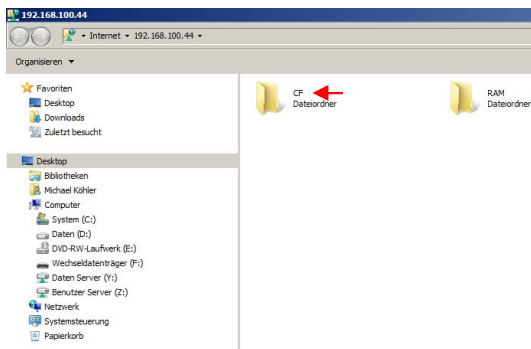 192.168.100.44
Internet 192.168.100.44
Organisieren
Favoriten
Desktop
Downloads
Zuletzt besucht
Desktop
Bibliotheken
Michael Köhler
Computer
System (C:)
Daten (D:)
DVD-RW-Laufwerk (E:)
Wechseldatenträger (F:)
Daten Server (Y:)
Benutzer Server (Z:)
Netzwerk
Systemsteuerung
Papierkorb
CF
Dateiordner
RAM
Dateiordner